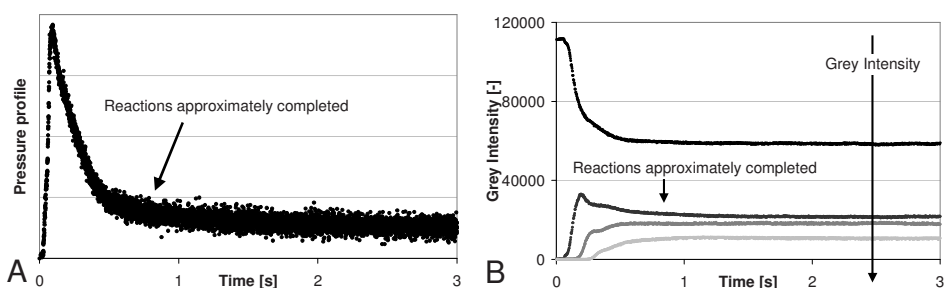 Pressure profile
Reactions approximately completed
A
0
1
2
3
Time [s]
120000
80000
40000
0
Grey Intensity [-]
Grey Intensity
Reactions approximately completed
B
0
1
2
3
Time [s]